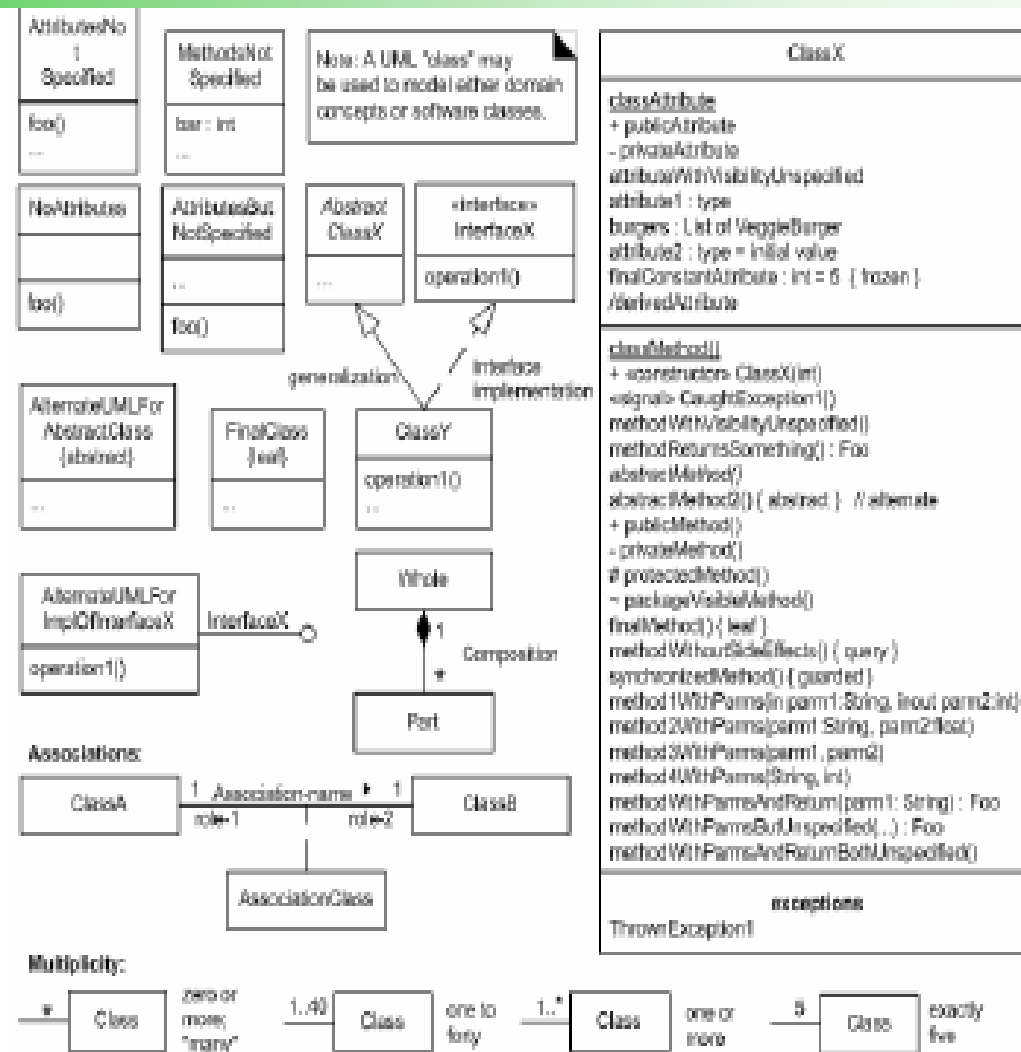 AttributesNo
t
Specified
foo()
...
MethodsNot
Specified
bar : int
...
Note: A UML "class" may
be used to model either domain
concepts or software classes.
NoAttributes
foo()
AttributesBut
NotSpecified
...
foo()
Abstract
ClassX
...
«interface»
InterfaceX
operation1()
generalization
interface
implementation
AlternateUMLFor
AbstractClass
{abstract}
...
FinalClass
{leaf}
...
ClassY
operation1()
...
AlternateUMLFor
ImplOfInterfaceX
operation1()
InterfaceX
Whole
1
Composition
*
Part
ClassX
classAttribute
+ publicAttribute
- privateAttribute
attributeWithVisibilityUnspecified
attribute1 : type
burgers : List of VeggieBurger
attribute2 : type = initial value
finalConstantAttribute : int = 5 { frozen }
/derivedAttribute
classMethod()
+ «constructor» ClassX(int)
«signal» CaughtException1()
methodWithVisibilityUnspecified()
methodReturnsSomething() : Foo
abstractMethod()
abstractMethod2() { abstract } // alternate
+ publicMethod()
- privateMethod()
# protectedMethod()
~ packageVisibleMethod()
finalMethod() { leaf }
methodWithoutSideEffects() { query }
synchronizedMethod() { guarded }
method1WithParms(in parm1:String, inout parm2:int)
method2WithParms(parm1:String, parm2:float)
method3WithParms(parm1, parm2)
method4WithParms(String, int)
methodWithParmsAndReturn(parm1: String) : Foo
methodWithParmsButUnspecified(...) : Foo
methodWithParmsAndReturnBothUnspecified()
exceptions
ThrownException1
Associations:
ClassA
1 Association-name 1
role-1 role-2
ClassB
AssociationClass
Multiplicity:
*
Class
zero or
more;
"many"
1..40
Class
one to
forty
1..*
Class
one or
more
5
Class
exactly
five